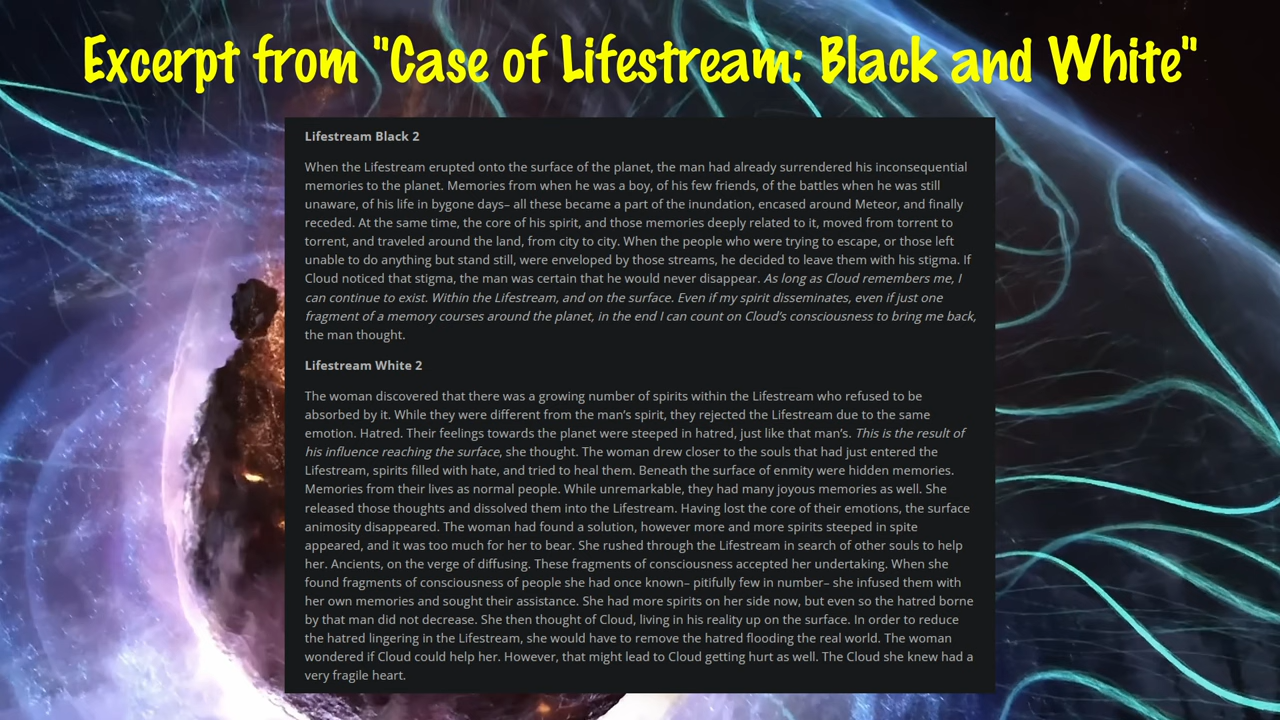 Excerpt from "Case of Lifestream: Black and White"
Lifestream Black 2
When the Lifestream erupted onto the surface of the planet, the man had already surrendered his inconsequential
memories to the planet. Memories from when he was a boy, of his few friends, of the battles when he was still
unaware, of his life in bygone days– all these became a part of the inundation, encased around Meteor, and finally
receded. At the same time, the core of his spirit, and those memories deeply related to it, moved from torrent to
torrent, and traveled around the land, from city to city. When the people who were trying to escape, or those left
unable to do anything but stand still, were enveloped by those streams, he decided to leave them with his stigma. If
Cloud noticed that stigma, the man was certain that he would never disappear. As long as Cloud remembers me, I
can continue to exist. Within the Lifestream, and on the surface. Even if my spirit disseminates, even if just one
fragment of a memory courses around the planet, in the end I can count on Cloud's consciousness to bring me back,
the man thought.
Lifestream White 2
The woman discovered that there was a growing number of spirits within the Lifestream who refused to be
absorbed by it. While they were different from the man's spirit, they rejected the Lifestream due to the same
emotion. Hatred. Their feelings towards the planet were steeped in hatred, just like that man's. This is the result of
his influence reaching the surface, she thought. The woman drew closer to the souls that had just entered the
Lifestream, spirits filled with hate, and tried to heal them. Beneath the surface of enmity were hidden memories.
Memories from their lives as normal people. While unremarkable, they had many joyous memories as well. She
released those thoughts and dissolved them into the Lifestream. Having lost the core of their emotions, the surface
animosity disappeared. The woman had found a solution, however more and more spirits steeped in spite
appeared, and it was too much for her to bear. She rushed through the Lifestream in search of other souls to help
her. Ancients, on the verge of diffusing. These fragments of consciousness accepted her undertaking. When she
found fragments of consciousness of people she had once known– pitifully few in number– she infused them with
her own memories and sought their assistance. She had more spirits on her side now, but even so the hatred borne
by that man did not decrease. She then thought of Cloud, living in his reality up on the surface. In order to reduce
the hatred lingering in the Lifestream, she would have to remove the hatred flooding the real world. The woman
wondered if Cloud could help her. However, that might lead to Cloud getting hurt as well. The Cloud she knew had a
very fragile heart.